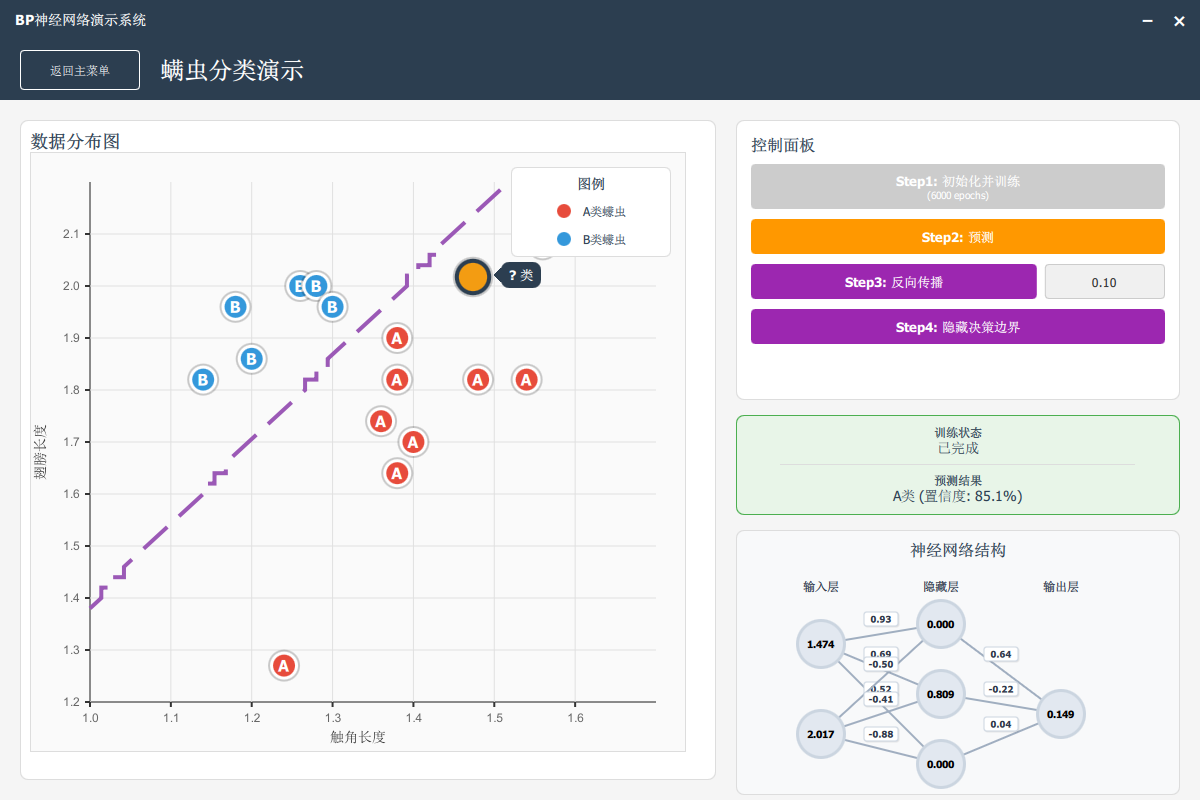 BP神经网络演示系统
返回主菜单
螨虫分类演示
数据分布图
图例
A类蠓虫
B类蠓虫
? 类
2.1
2.0
1.9
1.8
1.7
1.6
1.5
1.4
1.3
1.2
翅膀长度
B
B
B
B
B
B
A
A
A
A
A
A
A
A
1.0
1.1
1.2
1.3
1.4
1.5
1.6
触角长度
控制面板
Step1: 初始化并训练
(6000 epochs)
Step2: 预测
Step3: 反向传播
0.10
Step4: 隐藏决策边界
训练状态
已完成
预测结果
A类 (置信度: 85.1%)
神经网络结构
输入层
隐藏层
输出层
0.93
0.69
-0.50
0.52
-0.41
-0.88
1.474
2.017
0.000
0.809
0.000
0.64
-0.22
0.04
0.149